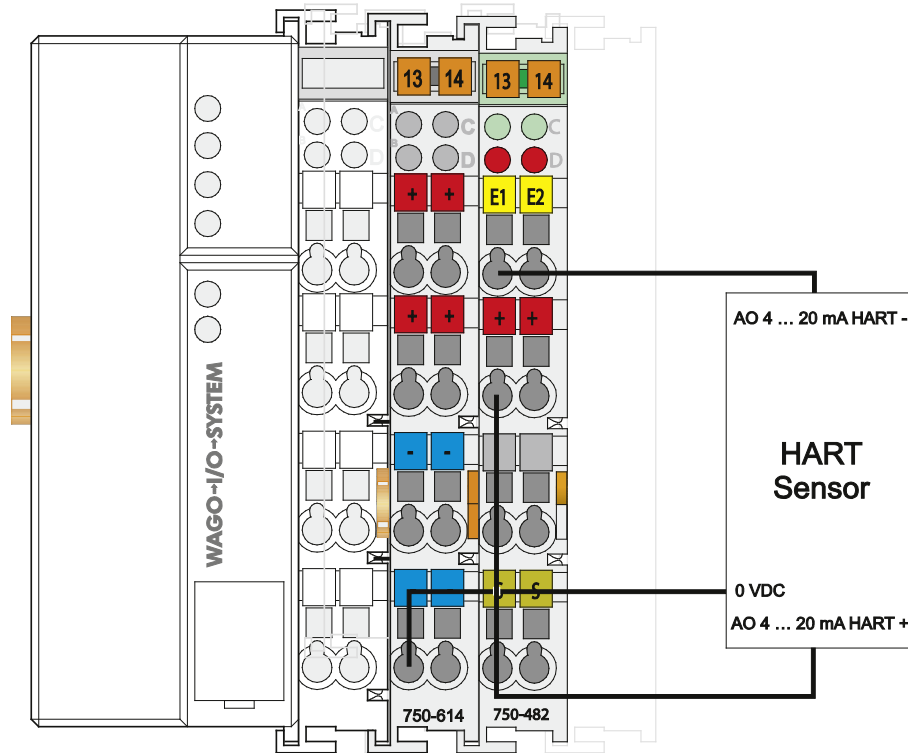 13 14
13 14
A
C
C
B
D
D
+ +
E1 E2
+ +
+ +
AO 4 ... 20 mA HART -
WAGO→I/O→SYSTEM
- -
HART
Sensor
S
0 VDC
AO 4 ... 20 mA HART +
750-614
750-482